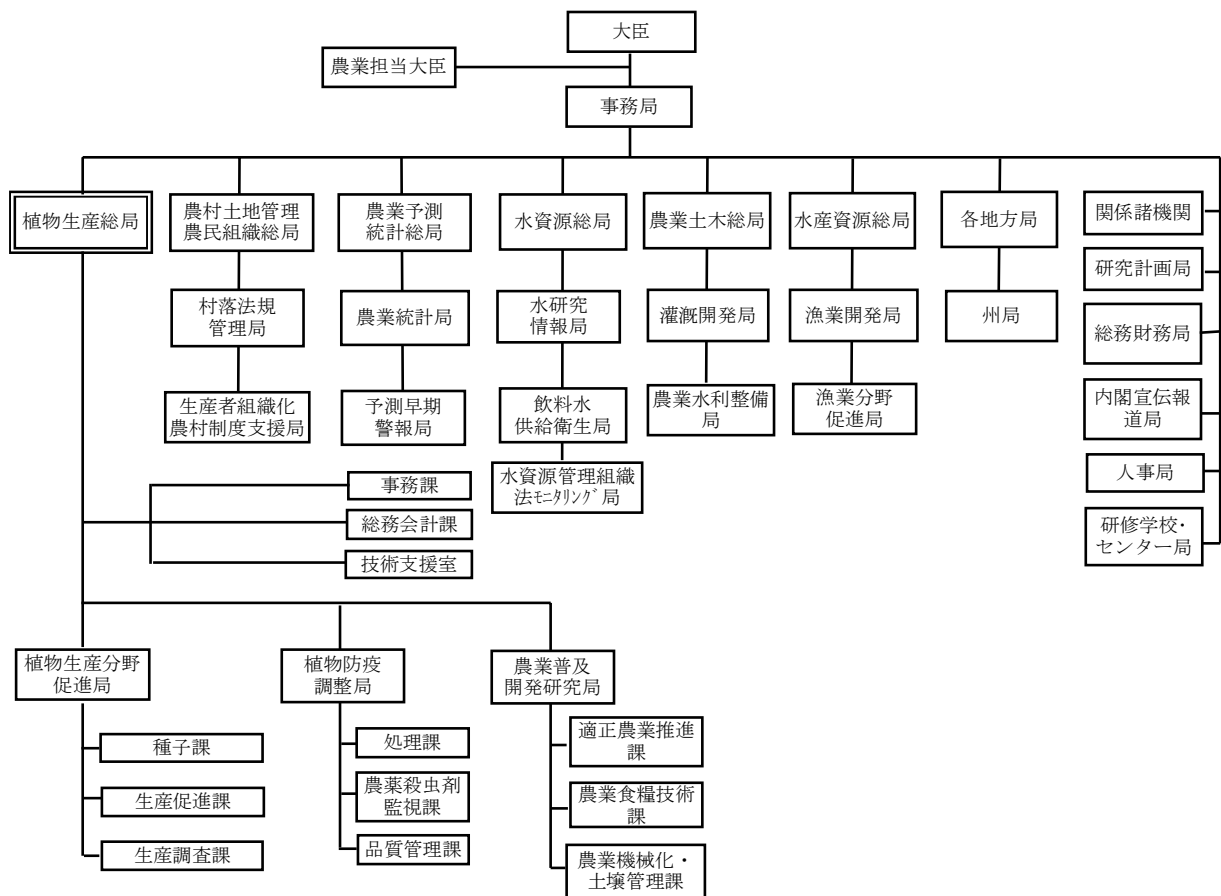 大臣
農業担当大臣
事務局
植物生産総局
農村土地管理
農民組織総局
農業予測
統計総局
水資源総局
農業土木総局
水産資源総局
各地方局
関係諸機関
研究計画局
総務財務局
内閣宣伝報
道局
人事局
研修学校・
センター局
村落法規
管理局
農業統計局
水研究
情報局
灌漑開発局
漁業開発局
州局
生産者組織化
農村制度支援局
予測早期
警報局
飲料水
供給衛生局
農業水利整備
局
漁業分野
促進局
水資源管理組織
法ﾓﾆﾀﾘﾝｸﾞ局
事務課
総務会計課
技術支援室
植物生産分野
促進局
植物防疫
調整局
農業普及
開発研究局
種子課
生産促進課
生産調査課
処理課
農薬殺虫剤
監視課
品質管理課
適正農業推進
課
農業食糧技術
課
農業機械化・
土壌管理課